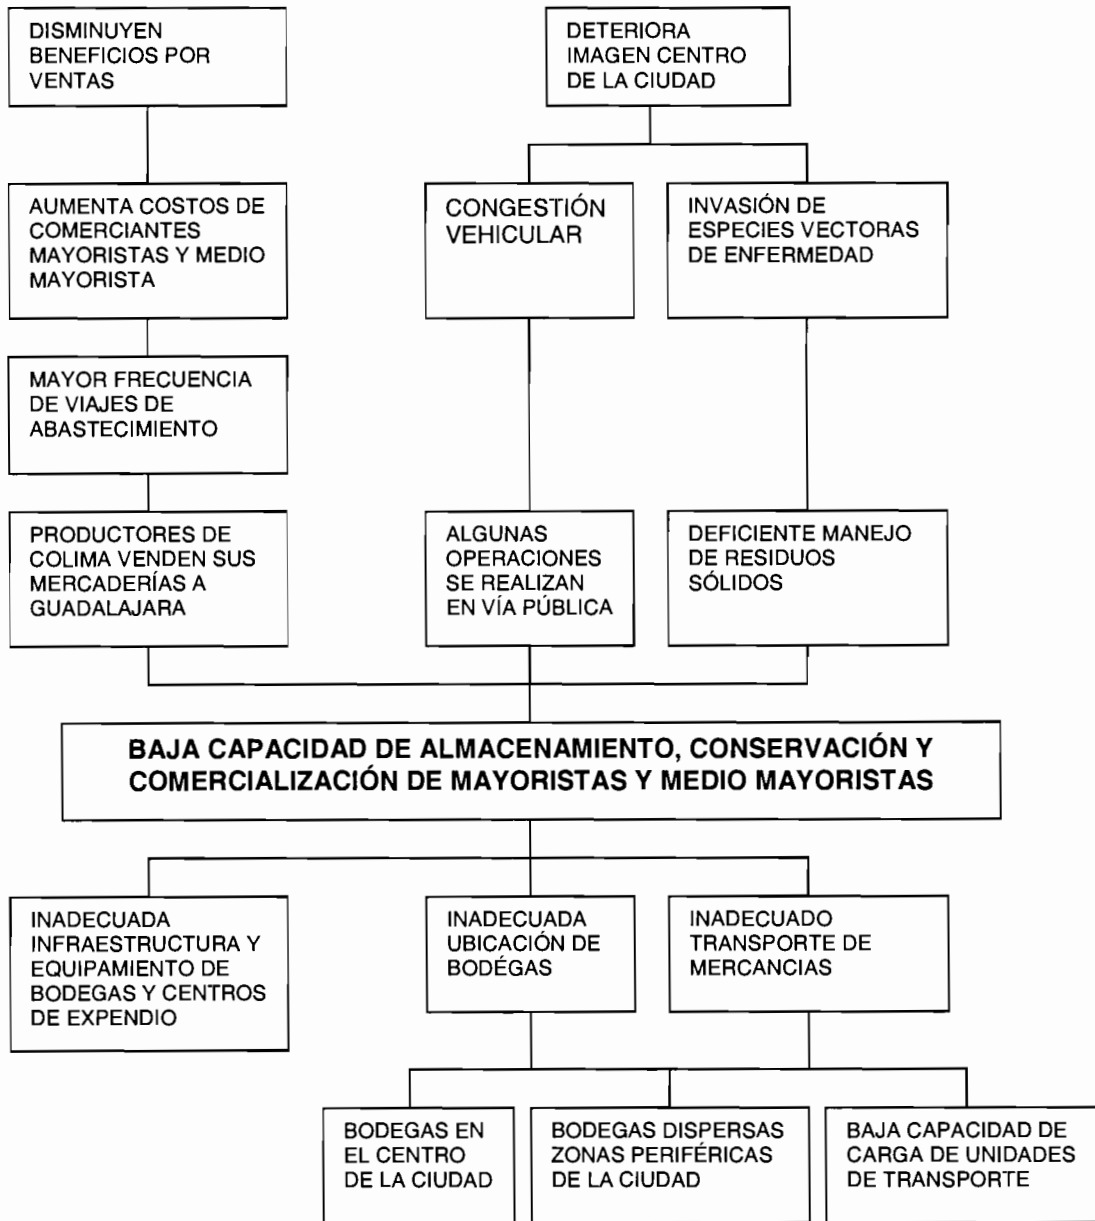 DISMINUYEN
BENEFICIOS POR
VENTAS
DETERIORA
IMAGEN CENTRO
DE LA CIUDAD
AUMENTA COSTOS DE
COMERCIANTES
MAYORISTAS Y MEDIO
MAYORISTA
CONGESTIÓN
VEHICULAR
INVASIÓN DE
ESPECIES VECTORAS
DE ENFERMEDAD
MAYOR FRECUENCIA
DE VIAJES DE
ABASTECIMIENTO
PRODUCTORES DE
COLIMA VENDEN SUS
MERCADERÍAS A
GUADALAJARA
ALGUNAS
OPERACIONES
SE REALIZAN
EN VÍA PÚBLICA
DEFICIENTE MANEJO
DE RESIDUOS
SÓLIDOS
BAJA CAPACIDAD DE ALMACENAMIENTO, CONSERVACIÓN Y
COMERCIALIZACIÓN DE MAYORISTAS Y MEDIO MAYORISTAS
INADECUADA
INFRAESTRUCTURA Y
EQUIPAMIENTO DE
BODEGAS Y CENTROS
DE EXPENDIO
INADECUADA
UBICACIÓN DE
BODÉGAS
INADECUADO
TRANSPORTE DE
MERCANCIAS
BODEGAS EN
EL CENTRO
DE LA CIUDAD
BODEGAS DISPERSAS
ZONAS PERIFÉRICAS
DE LA CIUDAD
BAJA CAPACIDAD DE
CARGA DE UNIDADES
DE TRANSPORTE